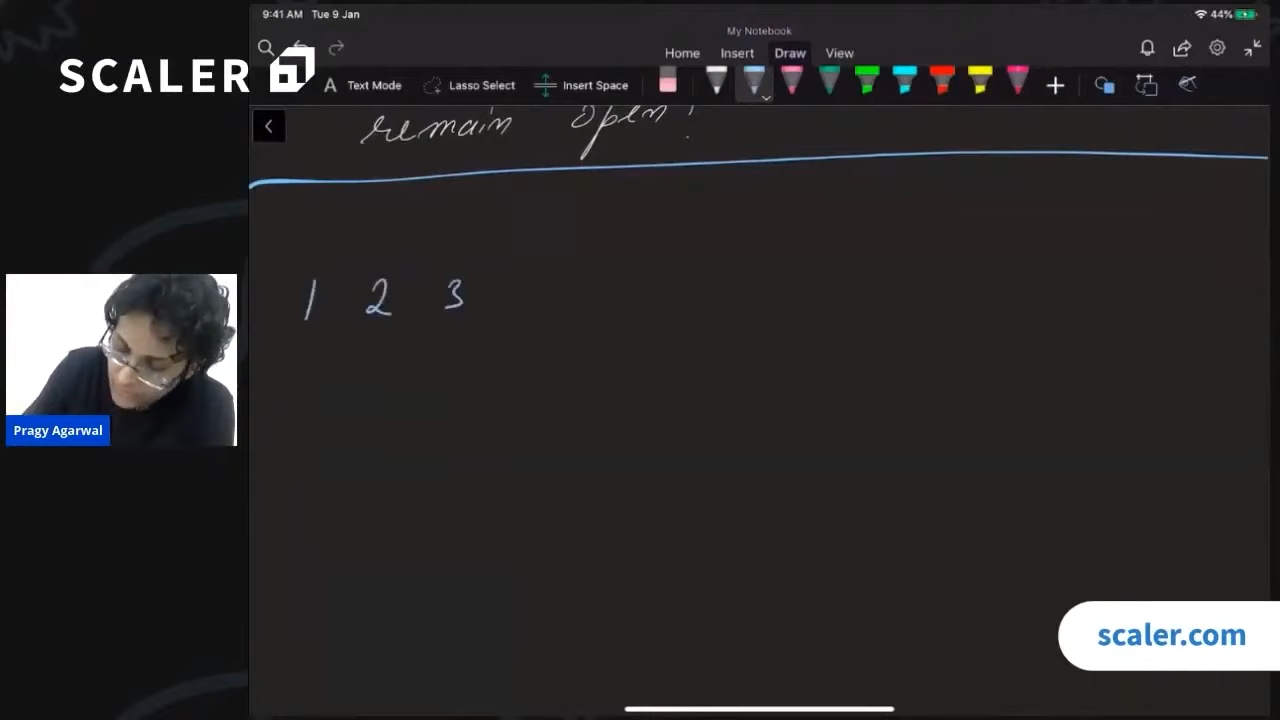 9:41 AM Tue 9 Jan
44%
My Notebook
Home Insert Draw View
SCALER
A Text Mode Lasso Select Insert Space
remain open!
1 2 3
Pragy Agarwal
scaler.com